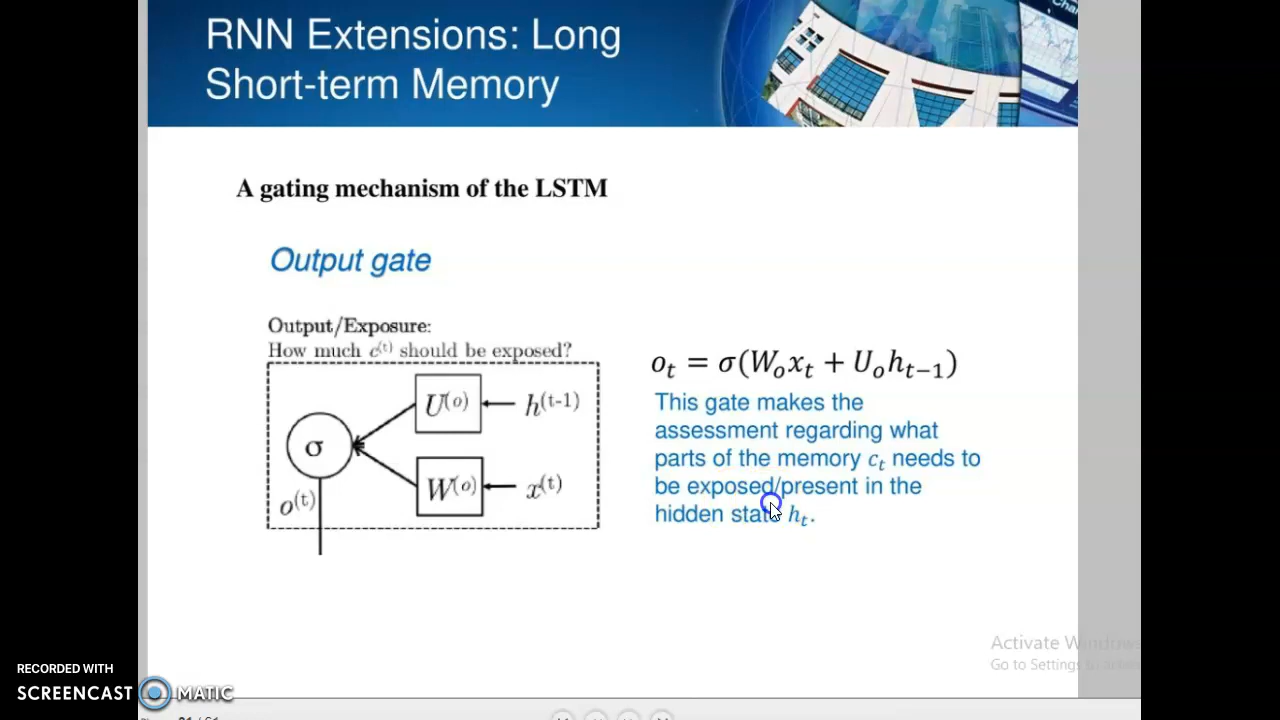 RNN Extensions: Long
Short-term Memory
A gating mechanism of the LSTM
Output gate
Output/Exposure:
How much c^(t) should be exposed?
U^(o)
h^(t-1)
σ
W^(o)
x^(t)
o^(t)
o_t = σ(W_o x_t + U_o h_{t−1})
This gate makes the
assessment regarding what
parts of the memory c_t needs to
be exposed/present in the
hidden state h_t.
Activate Windows
Go to Settings
RECORDED WITH
SCREENCAST MATIC